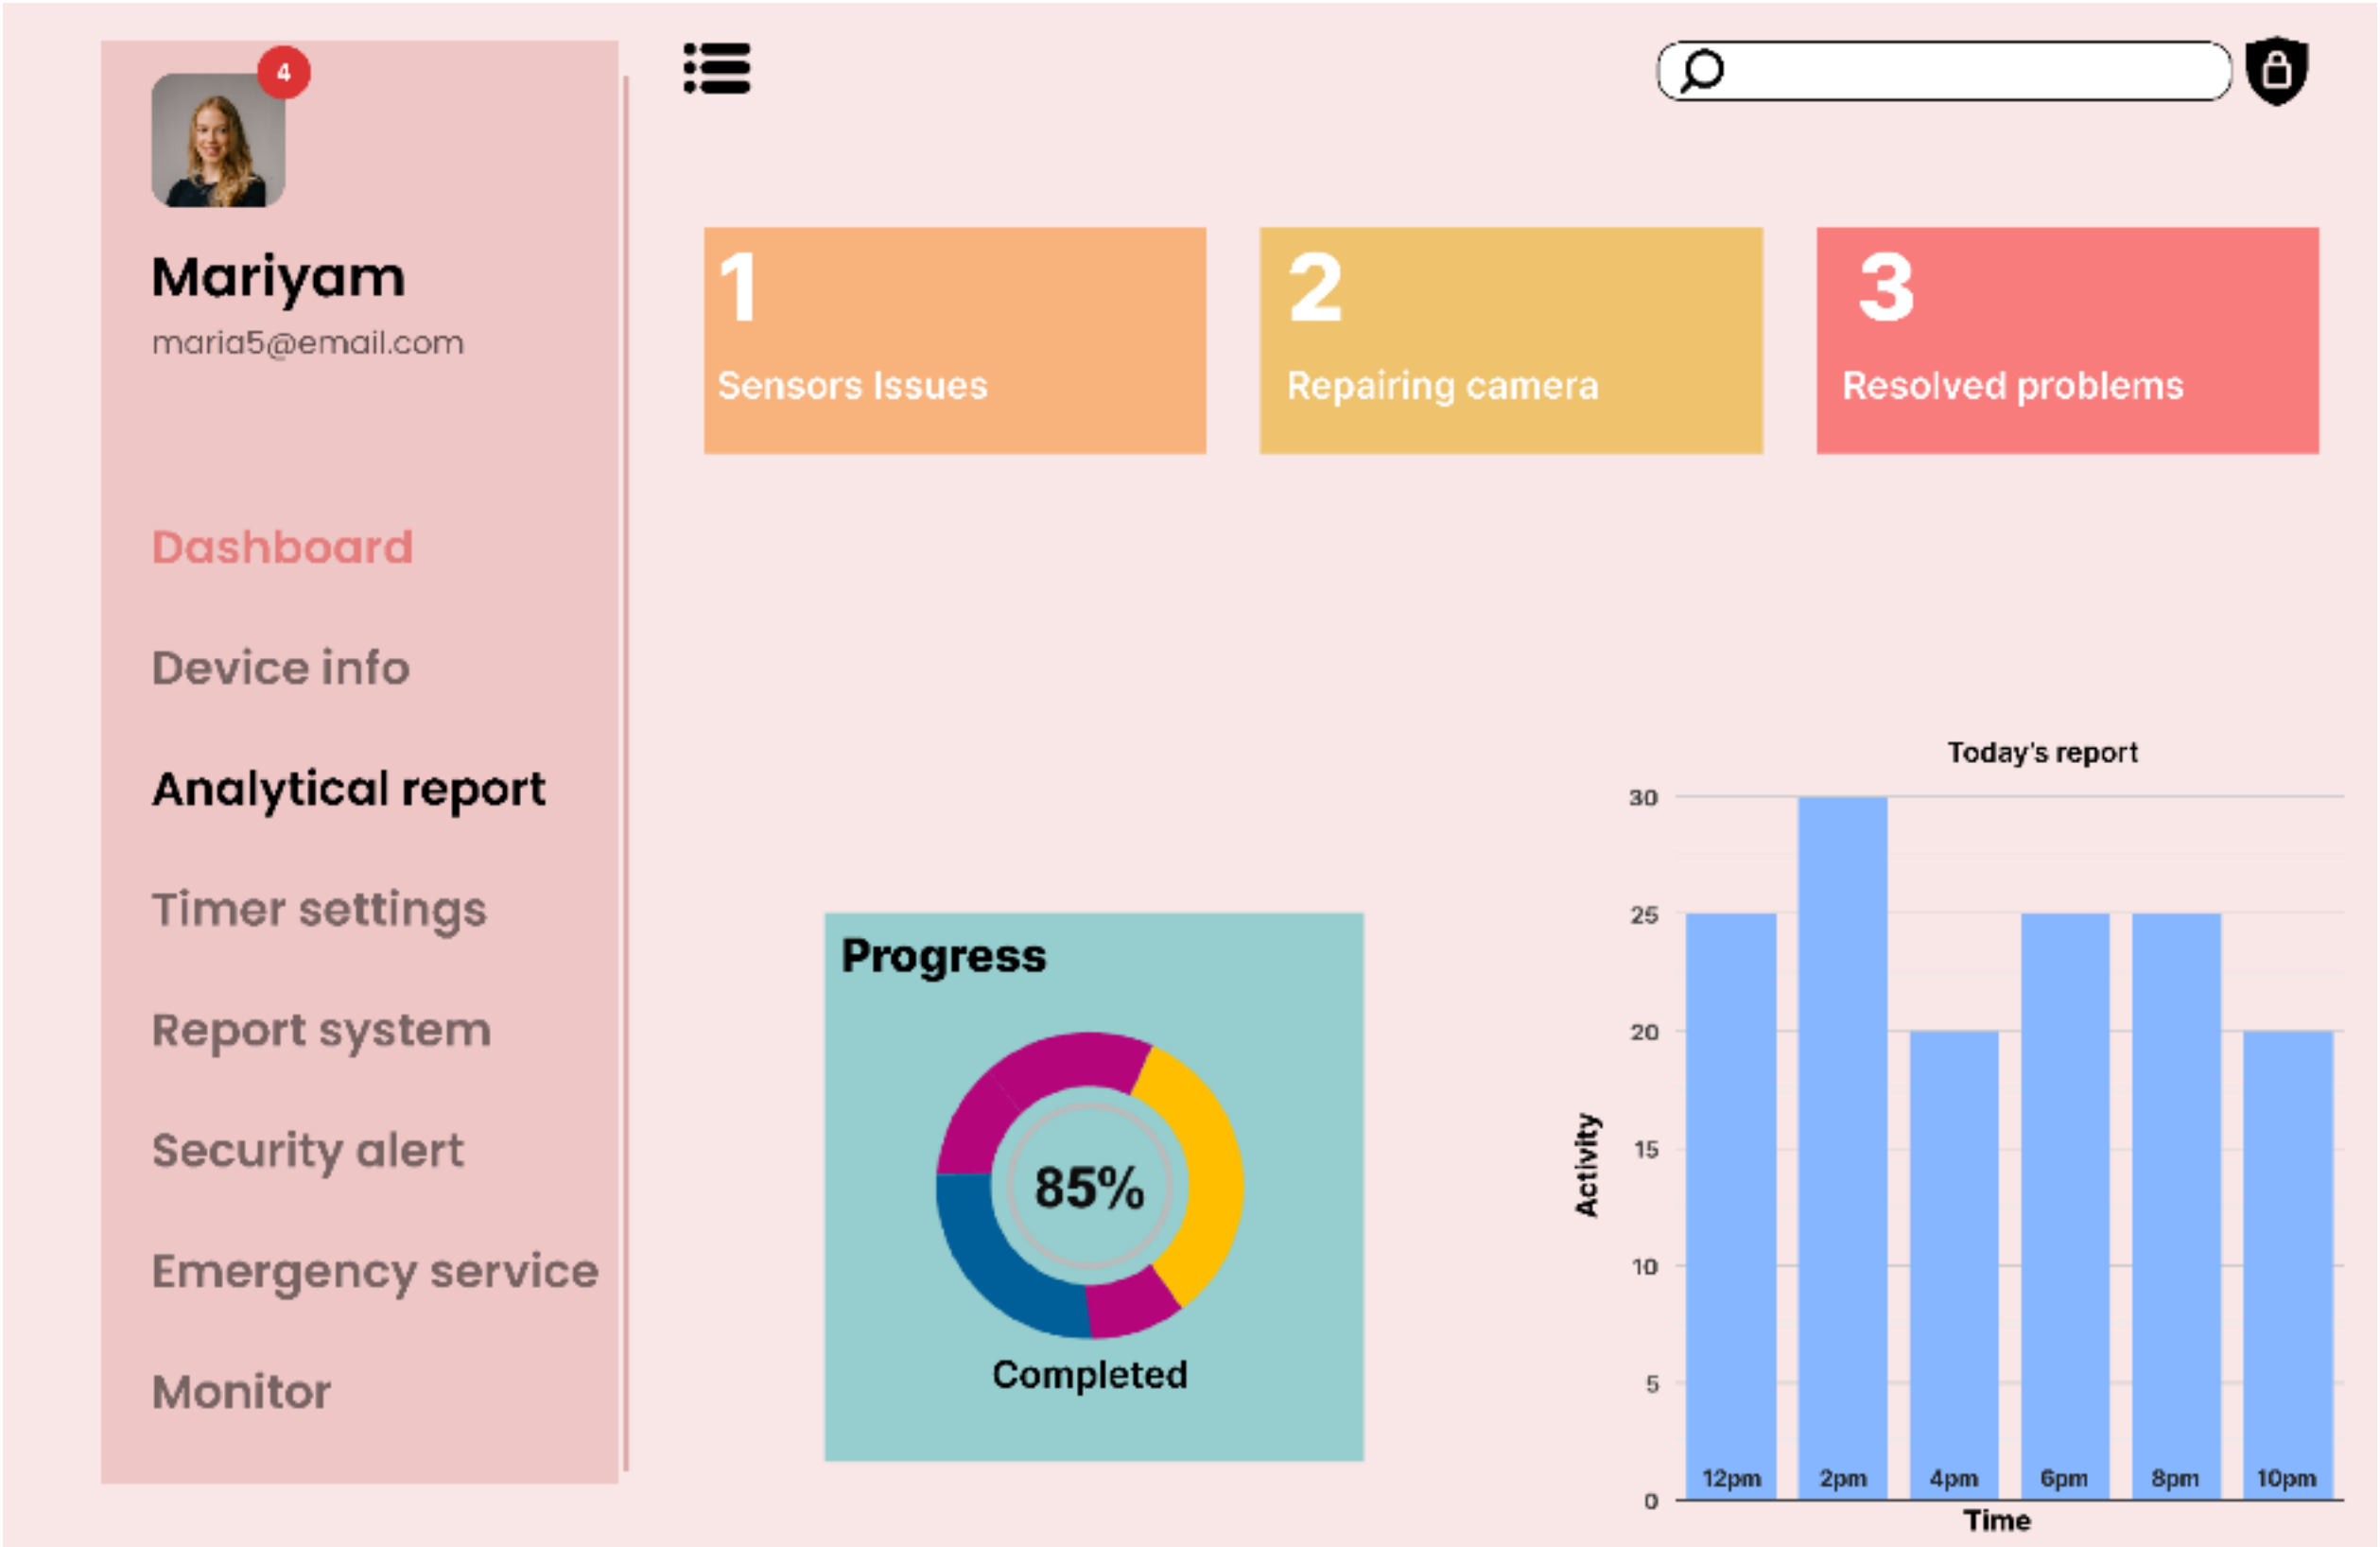 4
Mariyam
maria5@email.com
Dashboard
Device info
Analytical report
Timer settings
Report system
Security alert
Emergency service
Monitor
1
Sensors Issues
2
Repairing camera
3
Resolved problems
Progress
85%
Completed
Today's report
30
25
20
15
10
5
0
Activity
12pm 2pm 4pm 6pm 8pm 10pm
Time